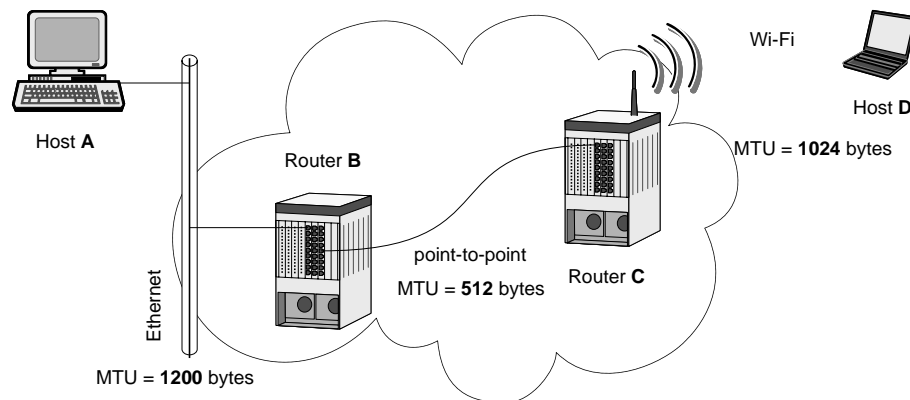 Wi-Fi
Host A
Host D
Router B
MTU = 1024 bytes
point-to-point
Router C
MTU = 512 bytes
Ethernet
MTU = 1200 bytes